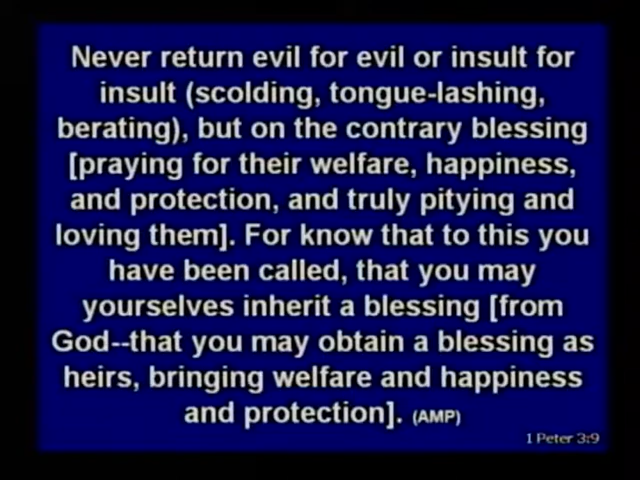 Never return evil for evil or insult for
insult (scolding, tongue-lashing,
berating), but on the contrary blessing
[praying for their welfare, happiness,
and protection, and truly pitying and
loving them]. For know that to this you
have been called, that you may
yourselves inherit a blessing [from
God--that you may obtain a blessing as
heirs, bringing welfare and happiness
and protection]. (AMP)
1 Peter 3:9